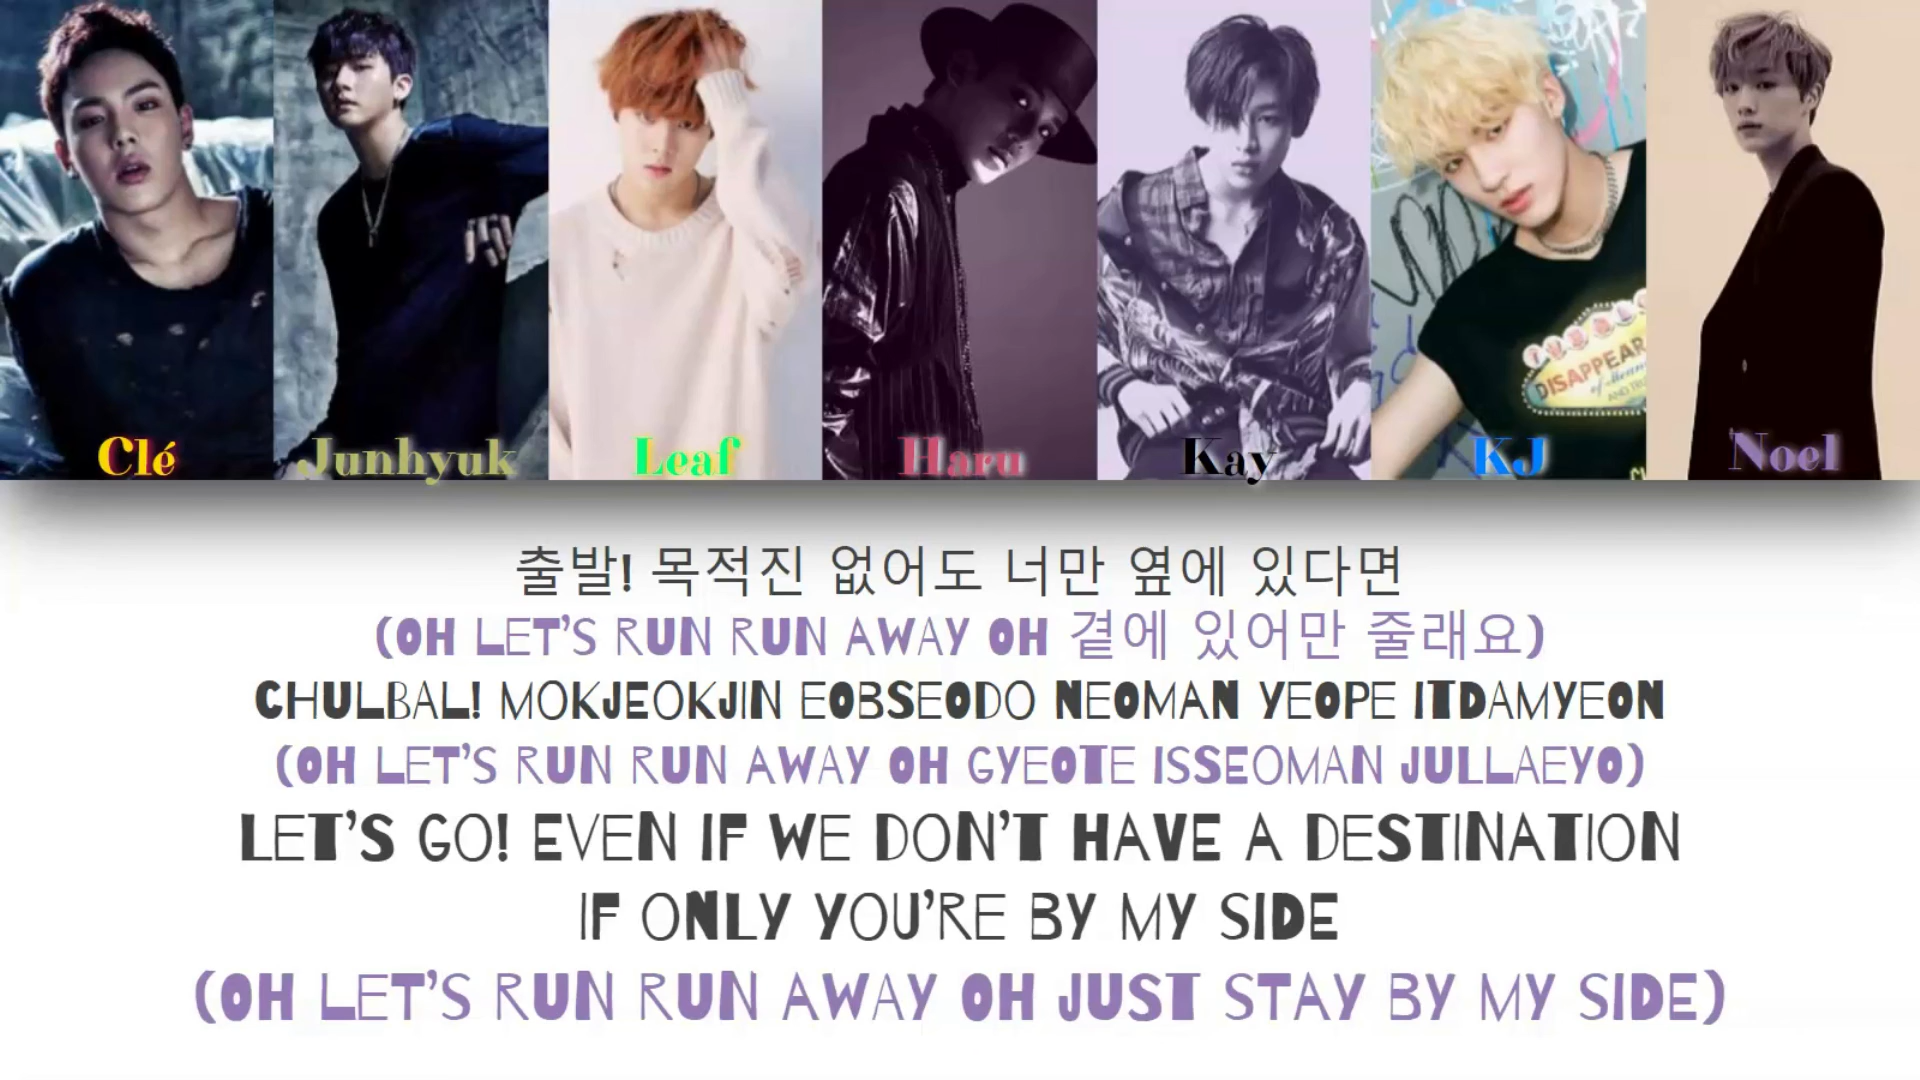 Clé Junhyuk Leaf Haru Kay KJ Noel
DISAPPEAR
출발! 목적진 없어도 너만 옆에 있다면
(OH LET'S RUN RUN AWAY OH 곁에 있어만 줄래요)
CHULBAL! MOKJEOKJIN EOBSEODO NEOMAN YEOPE ITDAMYEON
(OH LET'S RUN RUN AWAY OH GYEOTE ISSEOMAN JULLAEYO)
LET'S GO! EVEN IF WE DON'T HAVE A DESTINATION
IF ONLY YOU'RE BY MY SIDE
(OH LET'S RUN RUN AWAY OH JUST STAY BY MY SIDE)